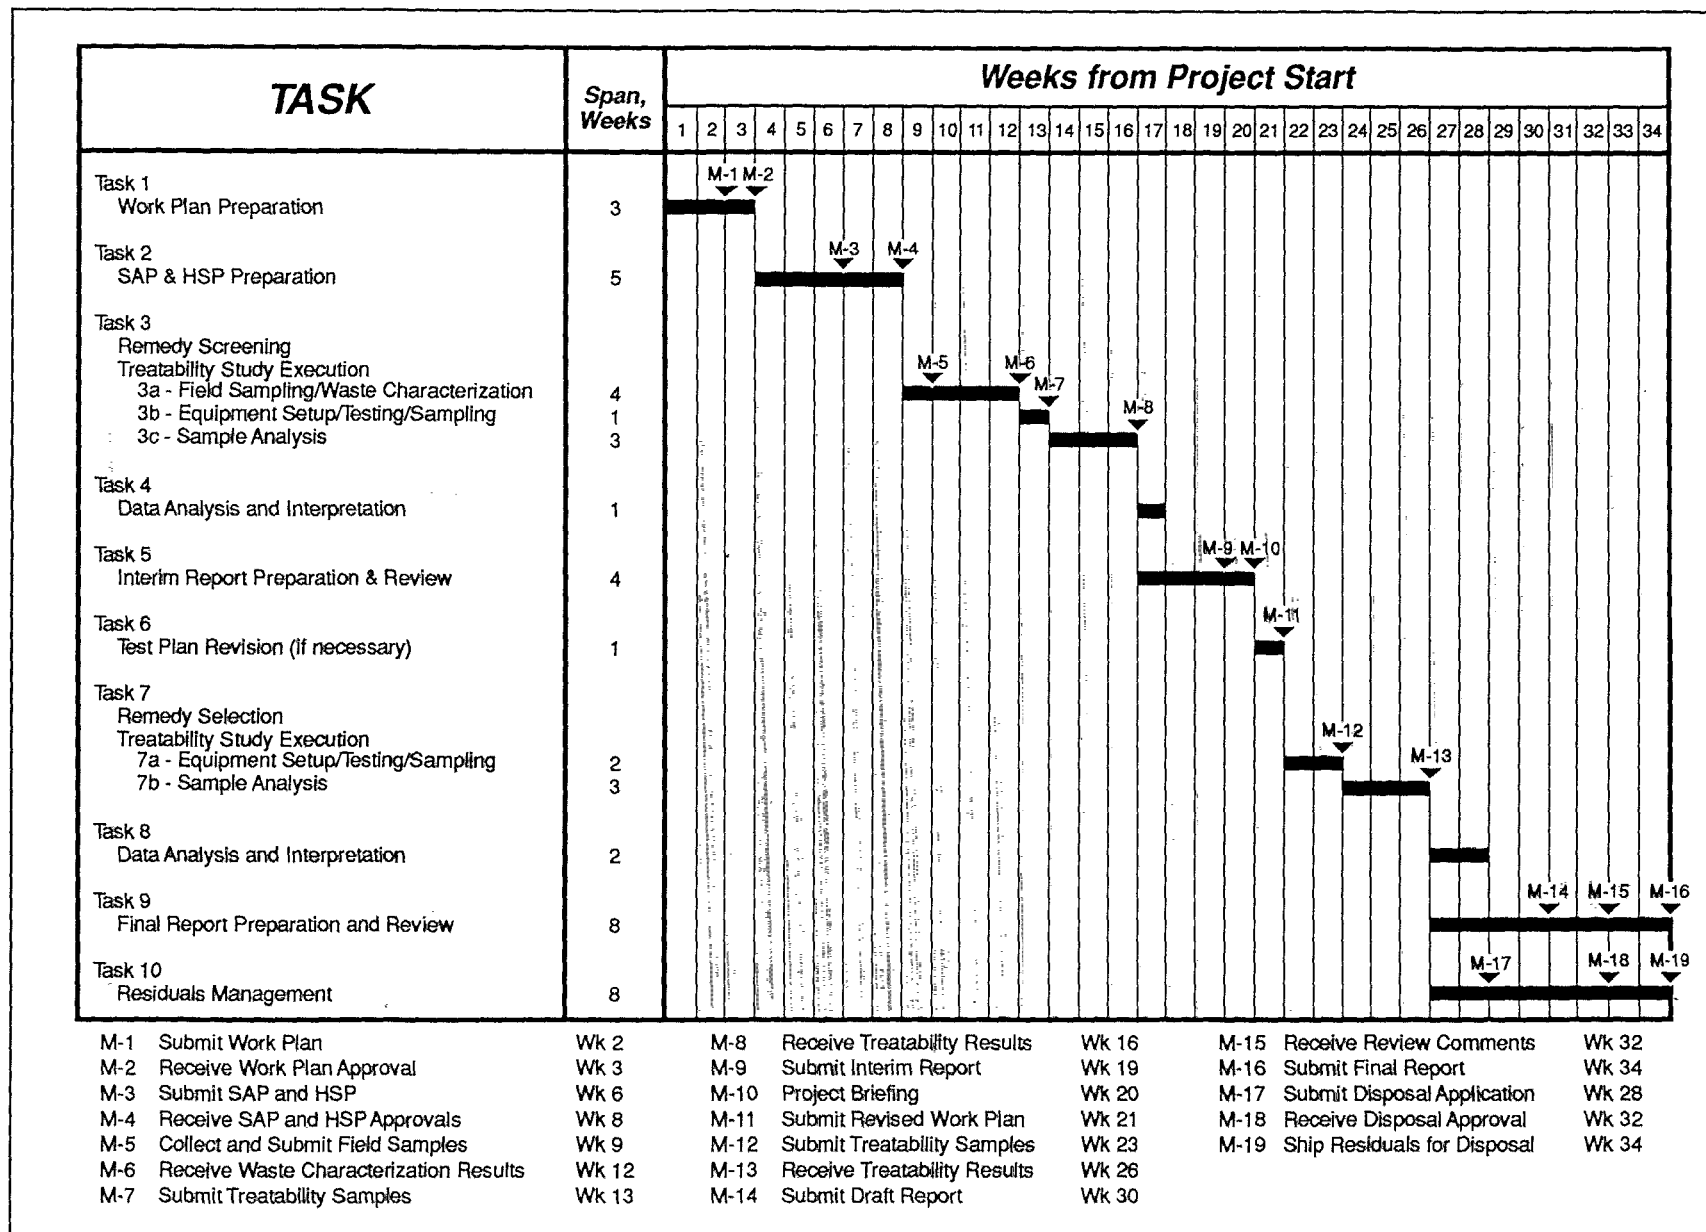 TASK
Span,
Weeks
Weeks from Project Start
1 2 3 4 5 6 7 8 9 10 11 12 13 14 15 16 17 18 19 20 21 22 23 24 25 26 27 28 29 30 31 32 33 34
M-1 M-2
Task 1
Work Plan Preparation 3
M-3 M-4
Task 2
SAP & HSP Preparation 5
Task 3
Remedy Screening
Treatability Study Execution
M-5 M-6
3a - Field Sampling/Waste Characterization 4
M-7
3b - Equipment Setup/Testing/Sampling 1
M-8
3c - Sample Analysis 3
Task 4
Data Analysis and Interpretation 1
M-9 M-10
Task 5
Interim Report Preparation & Review 4
M-11
Task 6
Test Plan Revision (if necessary) 1
Task 7
Remedy Selection
Treatability Study Execution
M-12
7a - Equipment Setup/Testing/Sampling 2
M-13
7b - Sample Analysis 3
Task 8
Data Analysis and Interpretation 2
M-14 M-15 M-16
Task 9
Final Report Preparation and Review 8
M-17 M-18 M-19
Task 10
Residuals Management 8
M-1 Submit Work Plan Wk 2
M-2 Receive Work Plan Approval Wk 3
M-3 Submit SAP and HSP Wk 6
M-4 Receive SAP and HSP Approvals Wk 8
M-5 Collect and Submit Field Samples Wk 9
M-6 Receive Waste Characterization Results Wk 12
M-7 Submit Treatability Samples Wk 13
M-8 Receive Treatability Results Wk 16
M-9 Submit Interim Report Wk 19
M-10 Project Briefing Wk 20
M-11 Submit Revised Work Plan Wk 21
M-12 Submit Treatability Samples Wk 23
M-13 Receive Treatability Results Wk 26
M-14 Submit Draft Report Wk 30
M-15 Receive Review Comments Wk 32
M-16 Submit Final Report Wk 34
M-17 Submit Disposal Application Wk 28
M-18 Receive Disposal Approval Wk 32
M-19 Ship Residuals for Disposal Wk 34